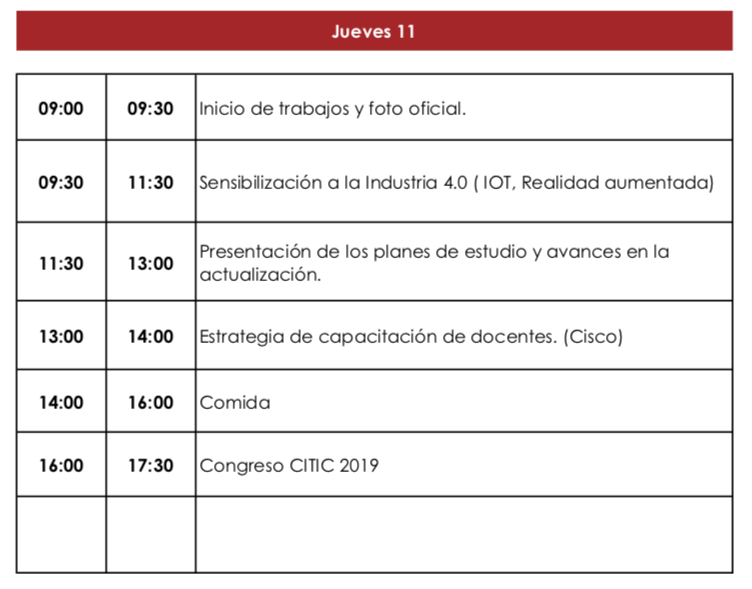 Jueves 11
09:00 09:30 Inicio de trabajos y foto oficial.
09:30 11:30 Sensibilización a la Industria 4.0 ( IOT, Realidad aumentada)
11:30 13:00 Presentación de los planes de estudio y avances en la
actualización.
13:00 14:00 Estrategia de capacitación de docentes. (Cisco)
14:00 16:00 Comida
16:00 17:30 Congreso CITIC 2019